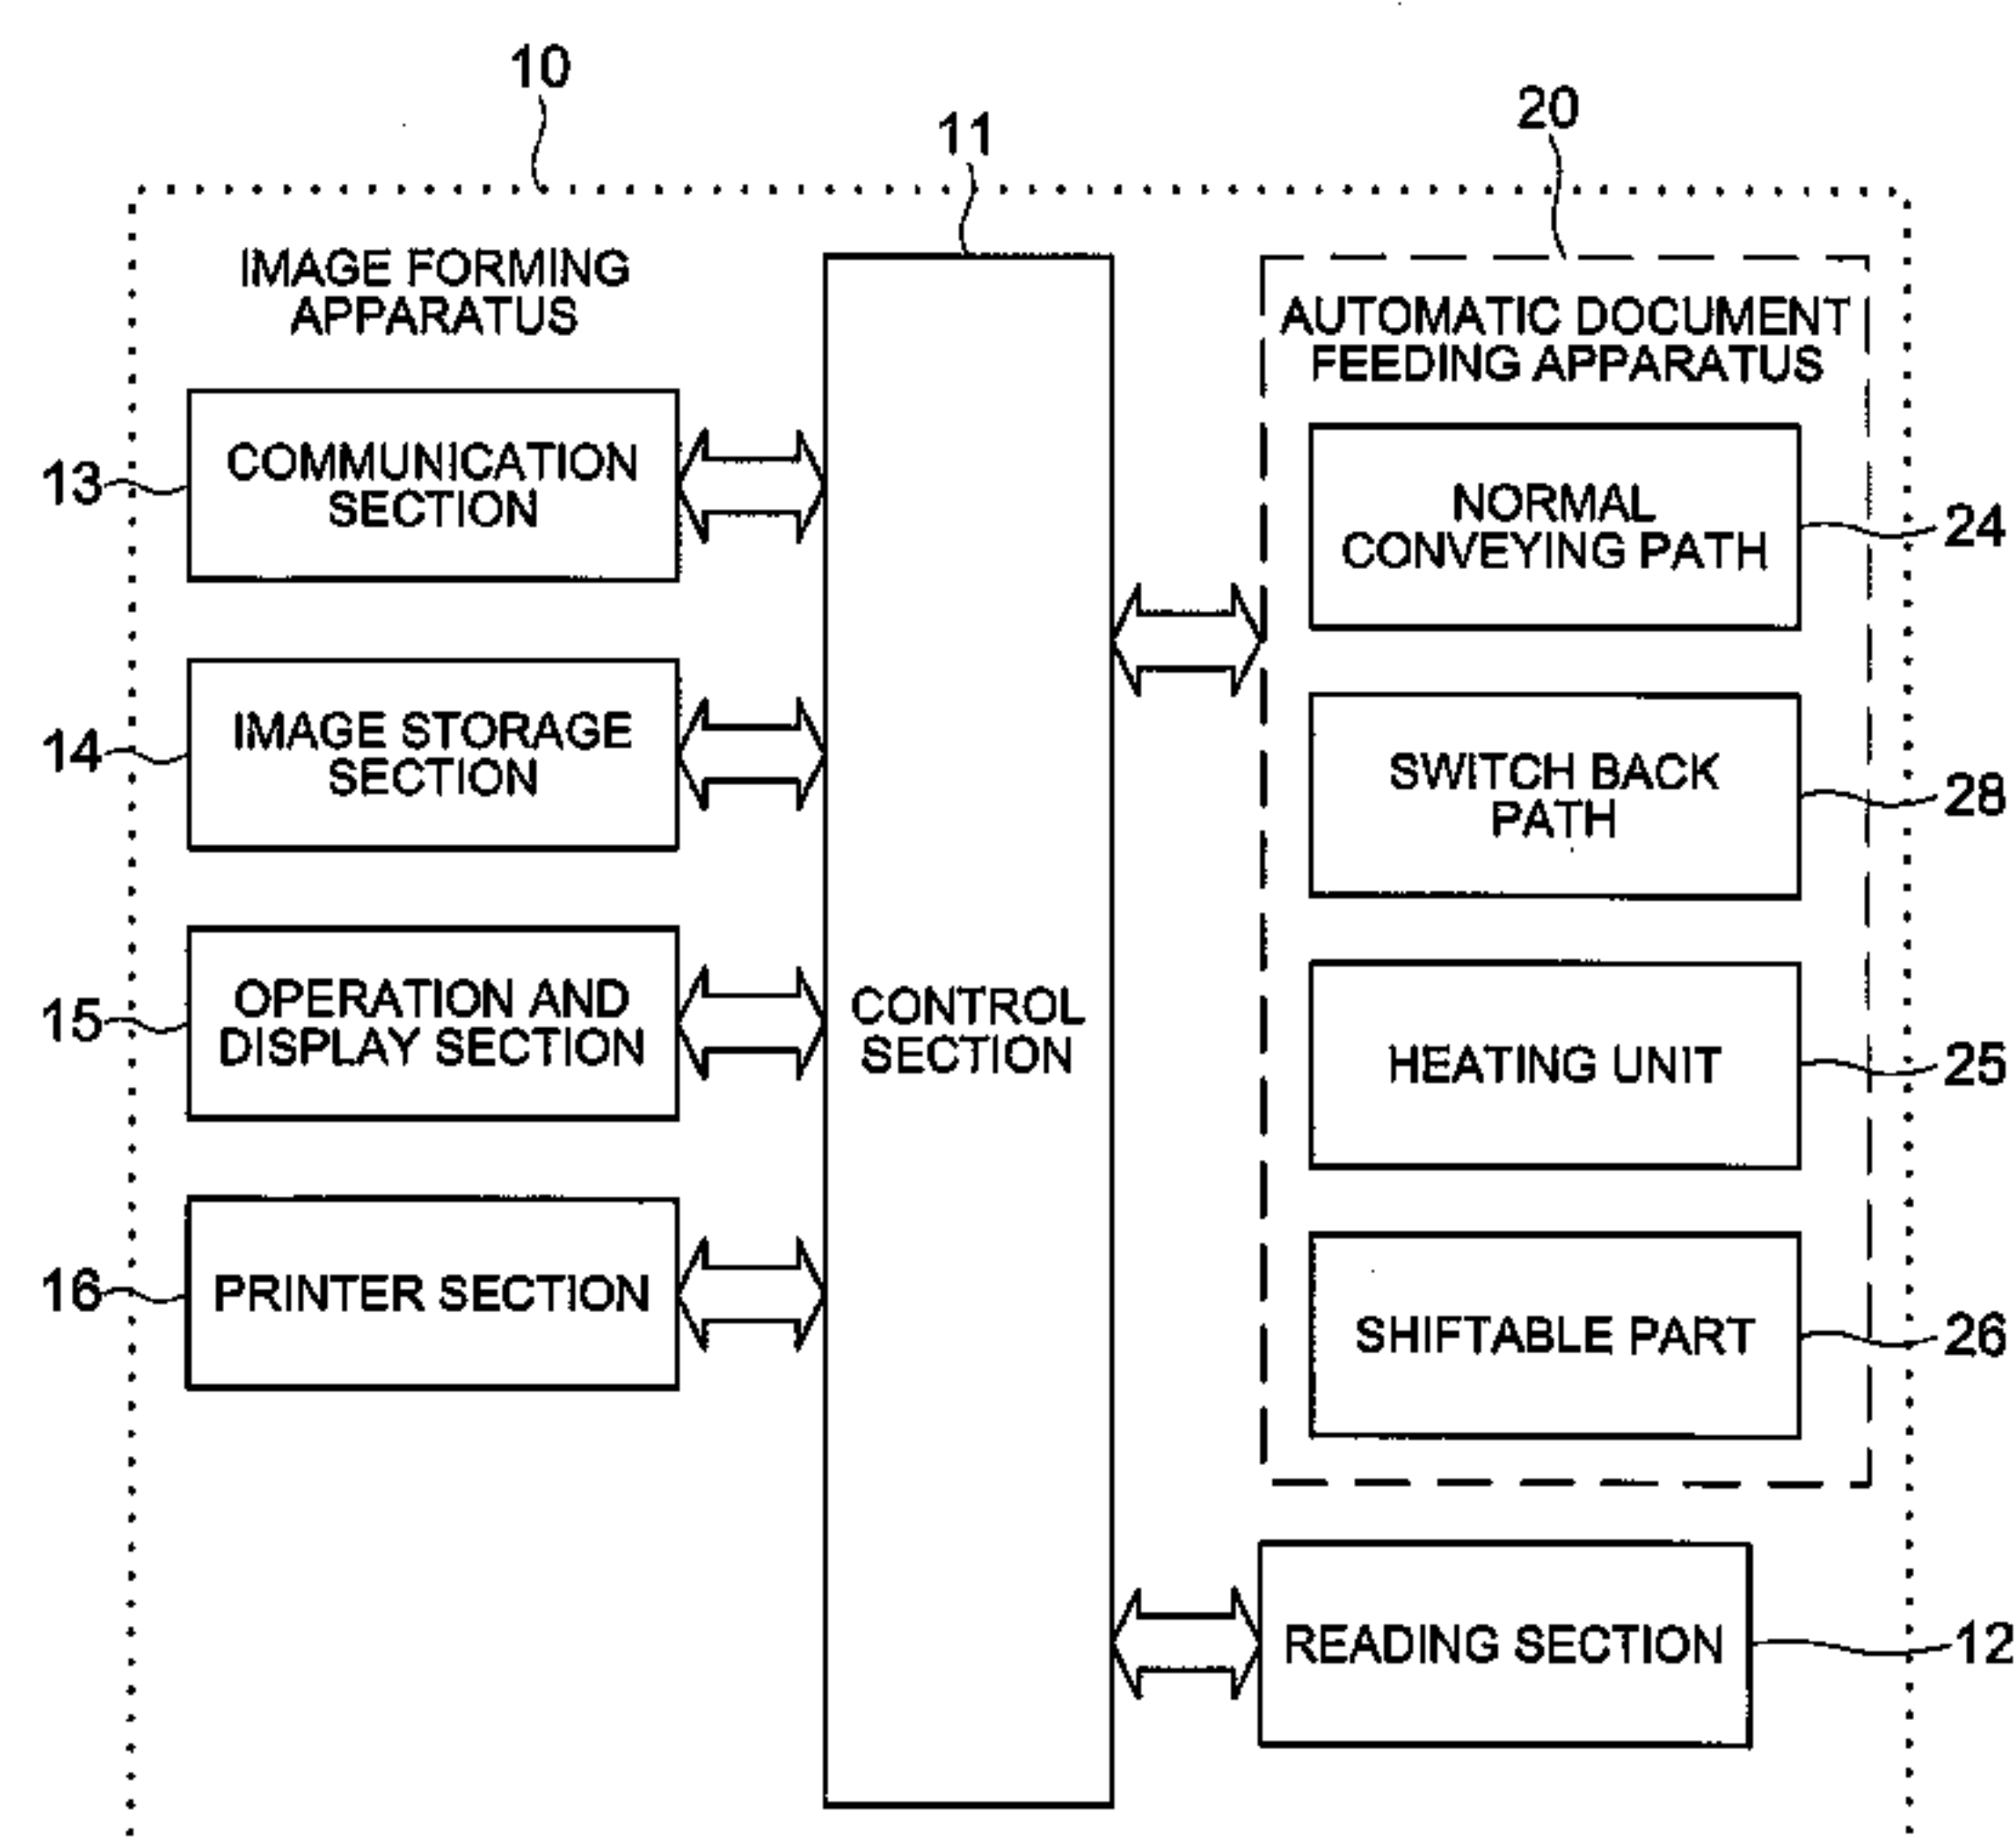 10
11
20
IMAGE FORMING
APPARATUS
13
COMMUNICATION
SECTION
14
IMAGE STORAGE
SECTION
15
OPERATION AND
DISPLAY SECTION
16
PRINTER SECTION
CONTROL
SECTION
AUTOMATIC DOCUMENT
FEEDING APPARATUS
NORMAL
CONVEYING PATH
24
SWITCH BACK
PATH
28
HEATING UNIT
25
SHIFTABLE PART
26
READING SECTION
12